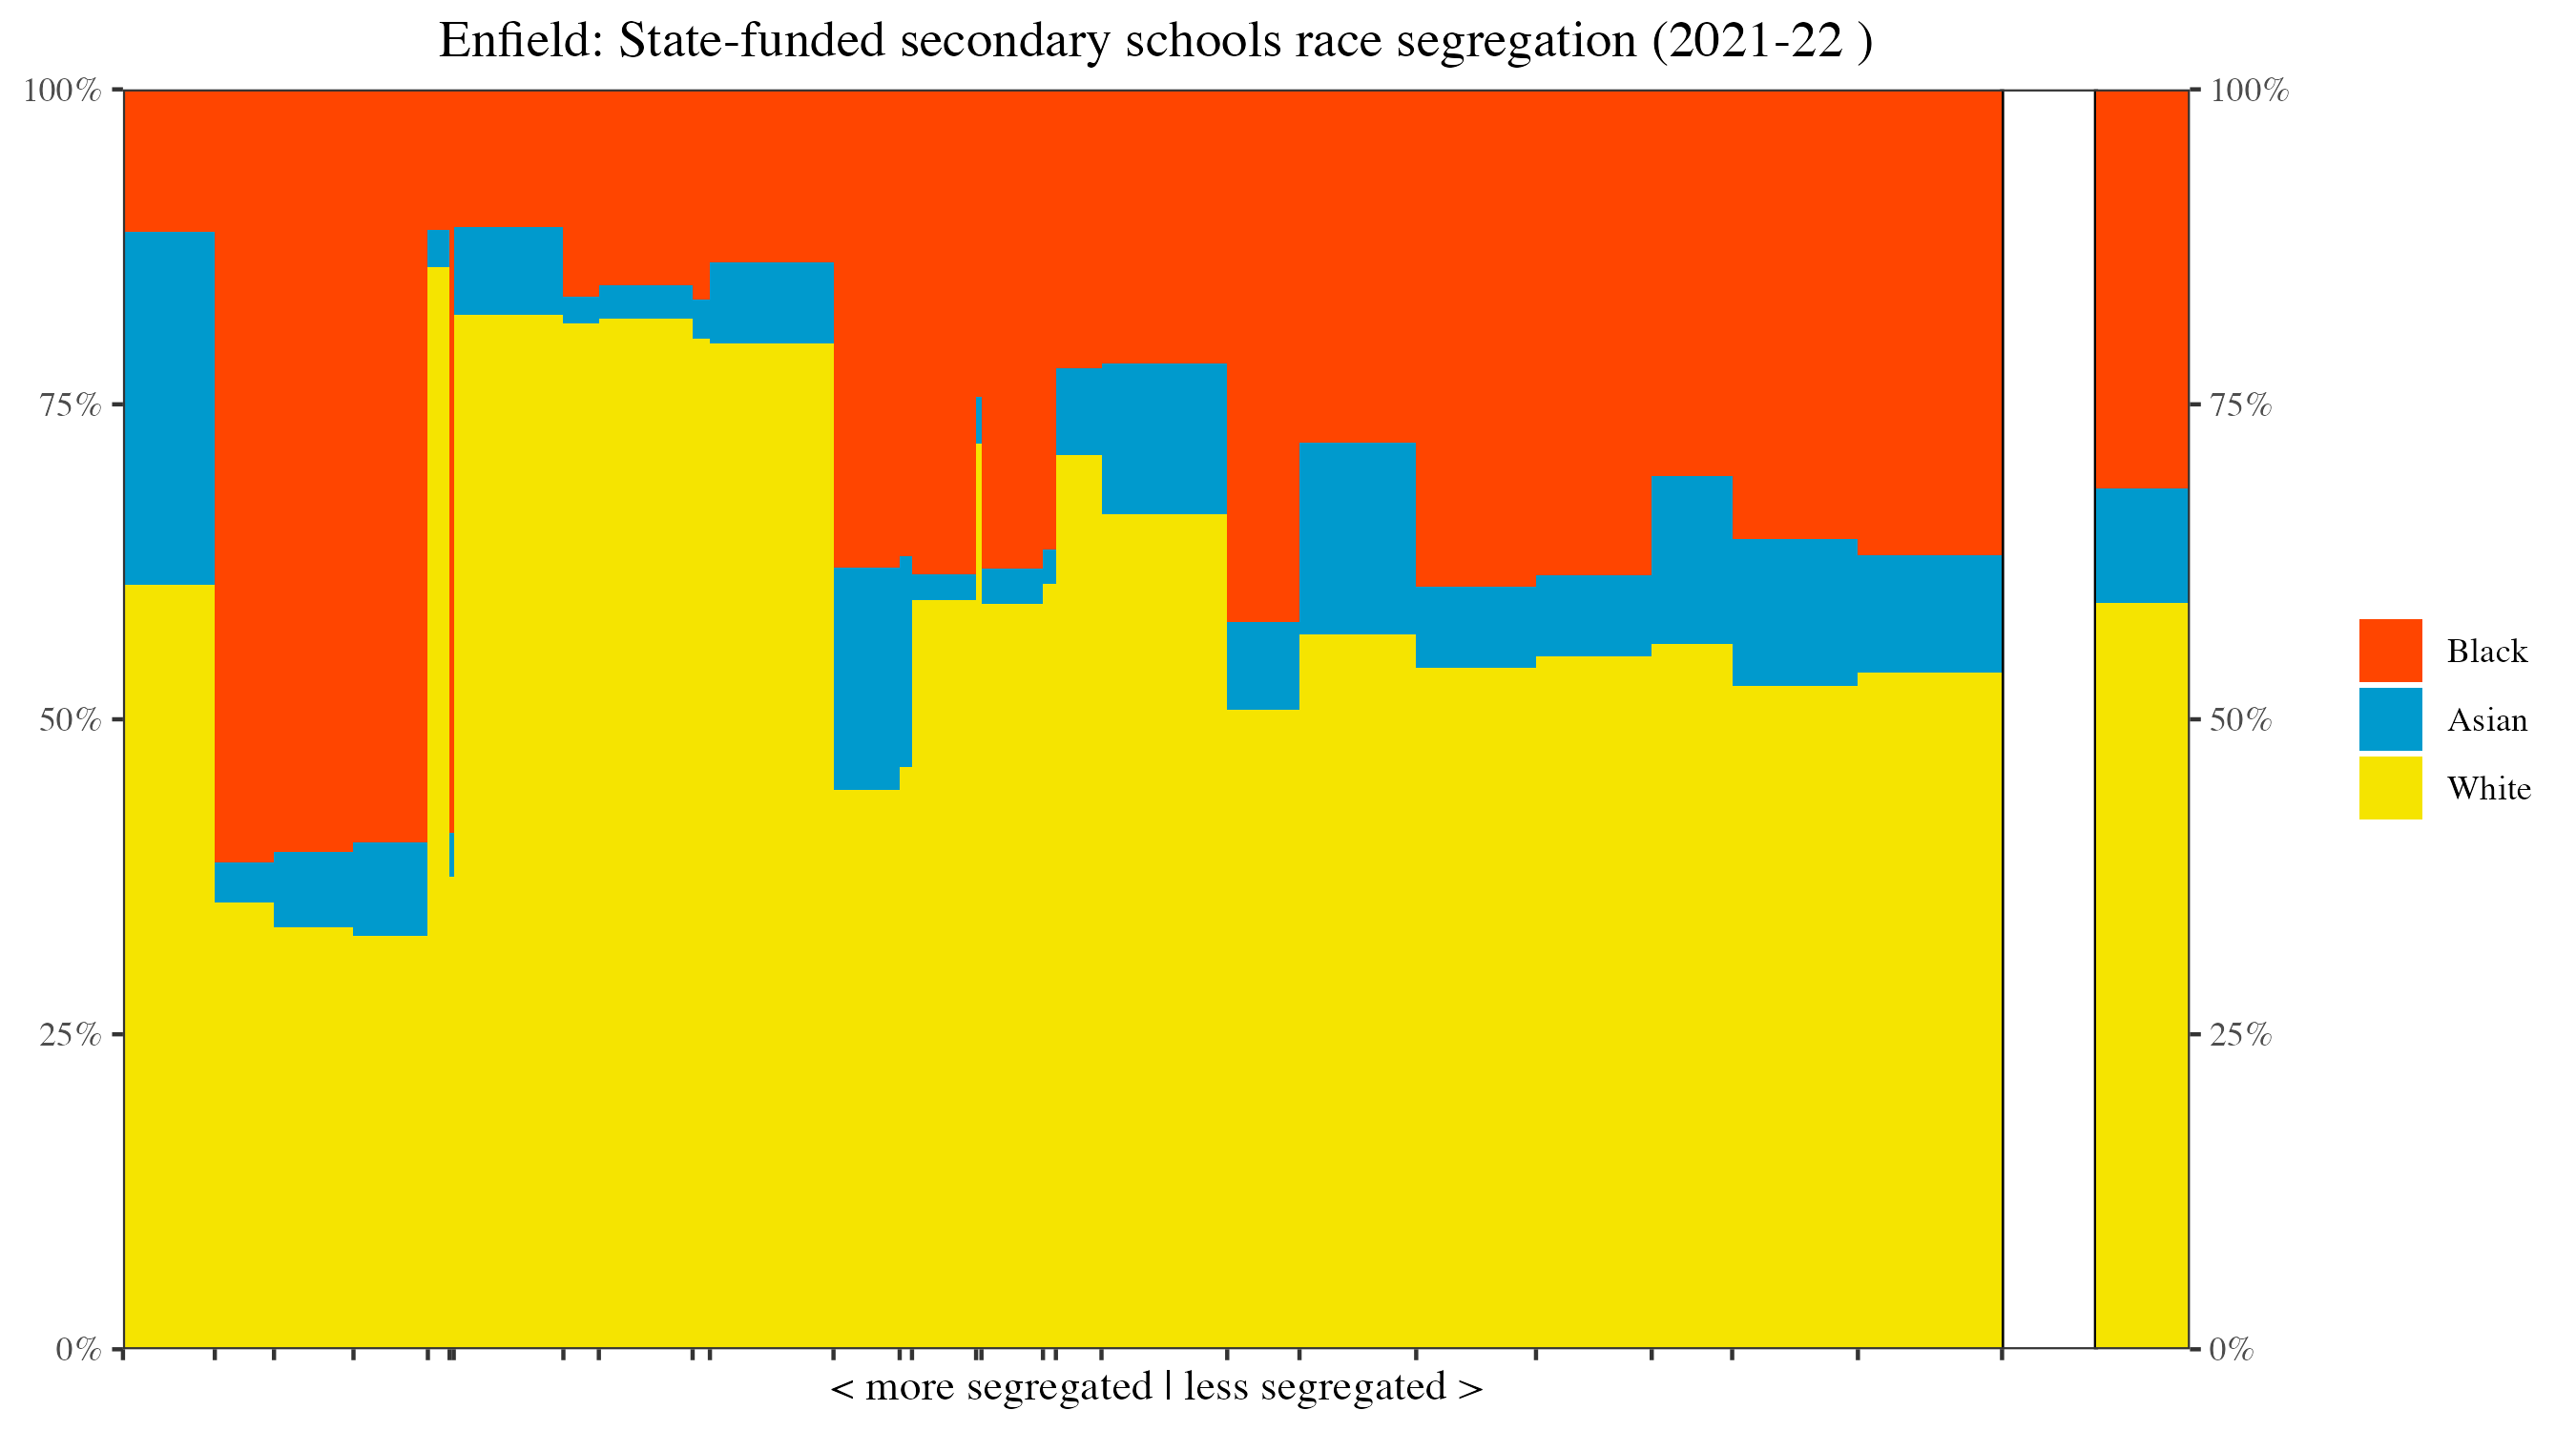 Enfield: State-funded secondary schools race segregation (2021-22 )
100%
75%
50%
25%
0%
100%
75%
50%
25%
0%
Black
Asian
White
< more segregated | less segregated >